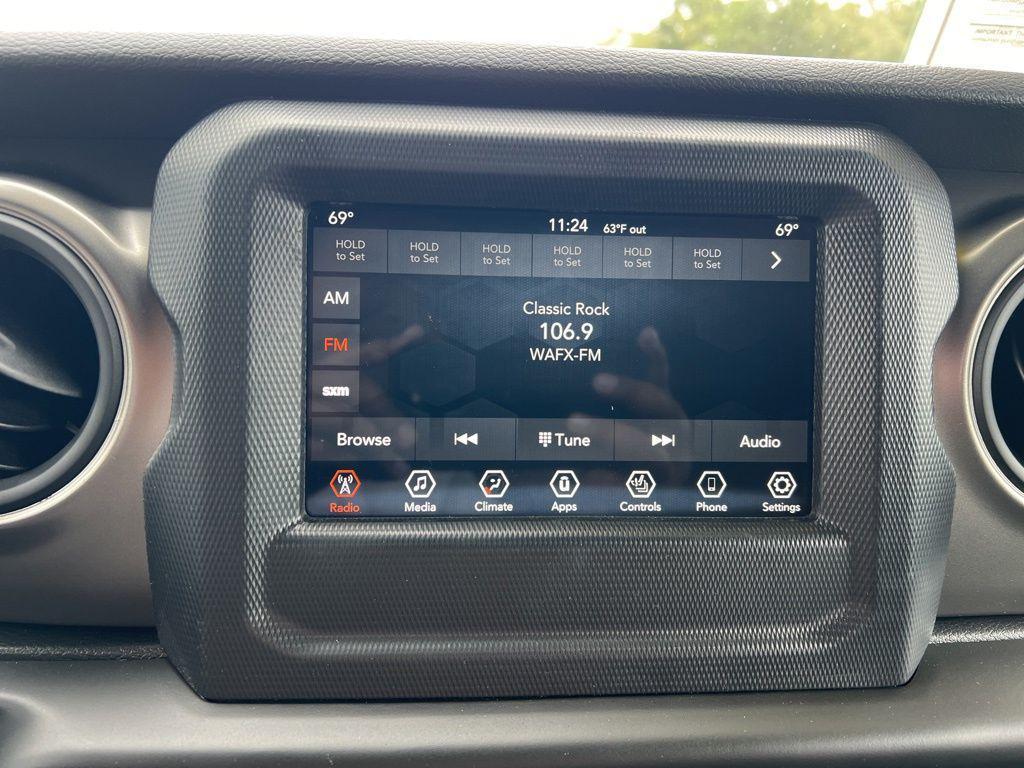 IMPORTANT
69° 11:24 63°F out 69°
HOLD to Set
HOLD to Set
HOLD to Set
HOLD to Set
HOLD to Set
HOLD to Set
AM
FM
sxm
Classic Rock
106.9
WAFX-FM
Browse Tune Audio
Radio Media Climate Apps Controls Phone Settings